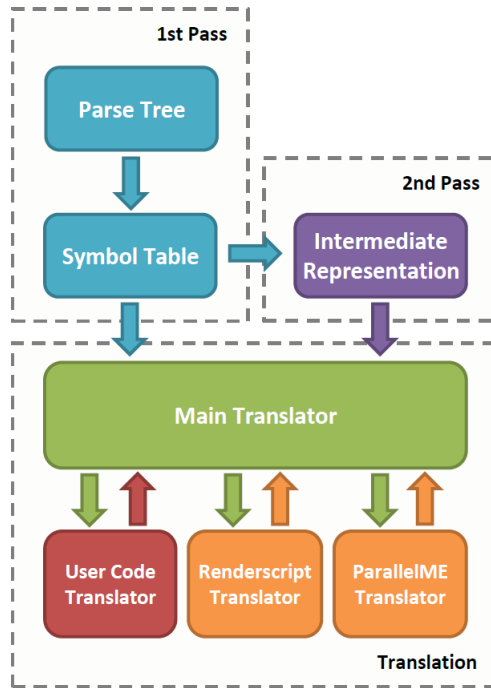 1st Pass
Parse Tree
2nd Pass
Symbol Table
Intermediate
Representation
Main Translator
User Code
Translator
Renderscript
Translator
ParallelME
Translator
Translation